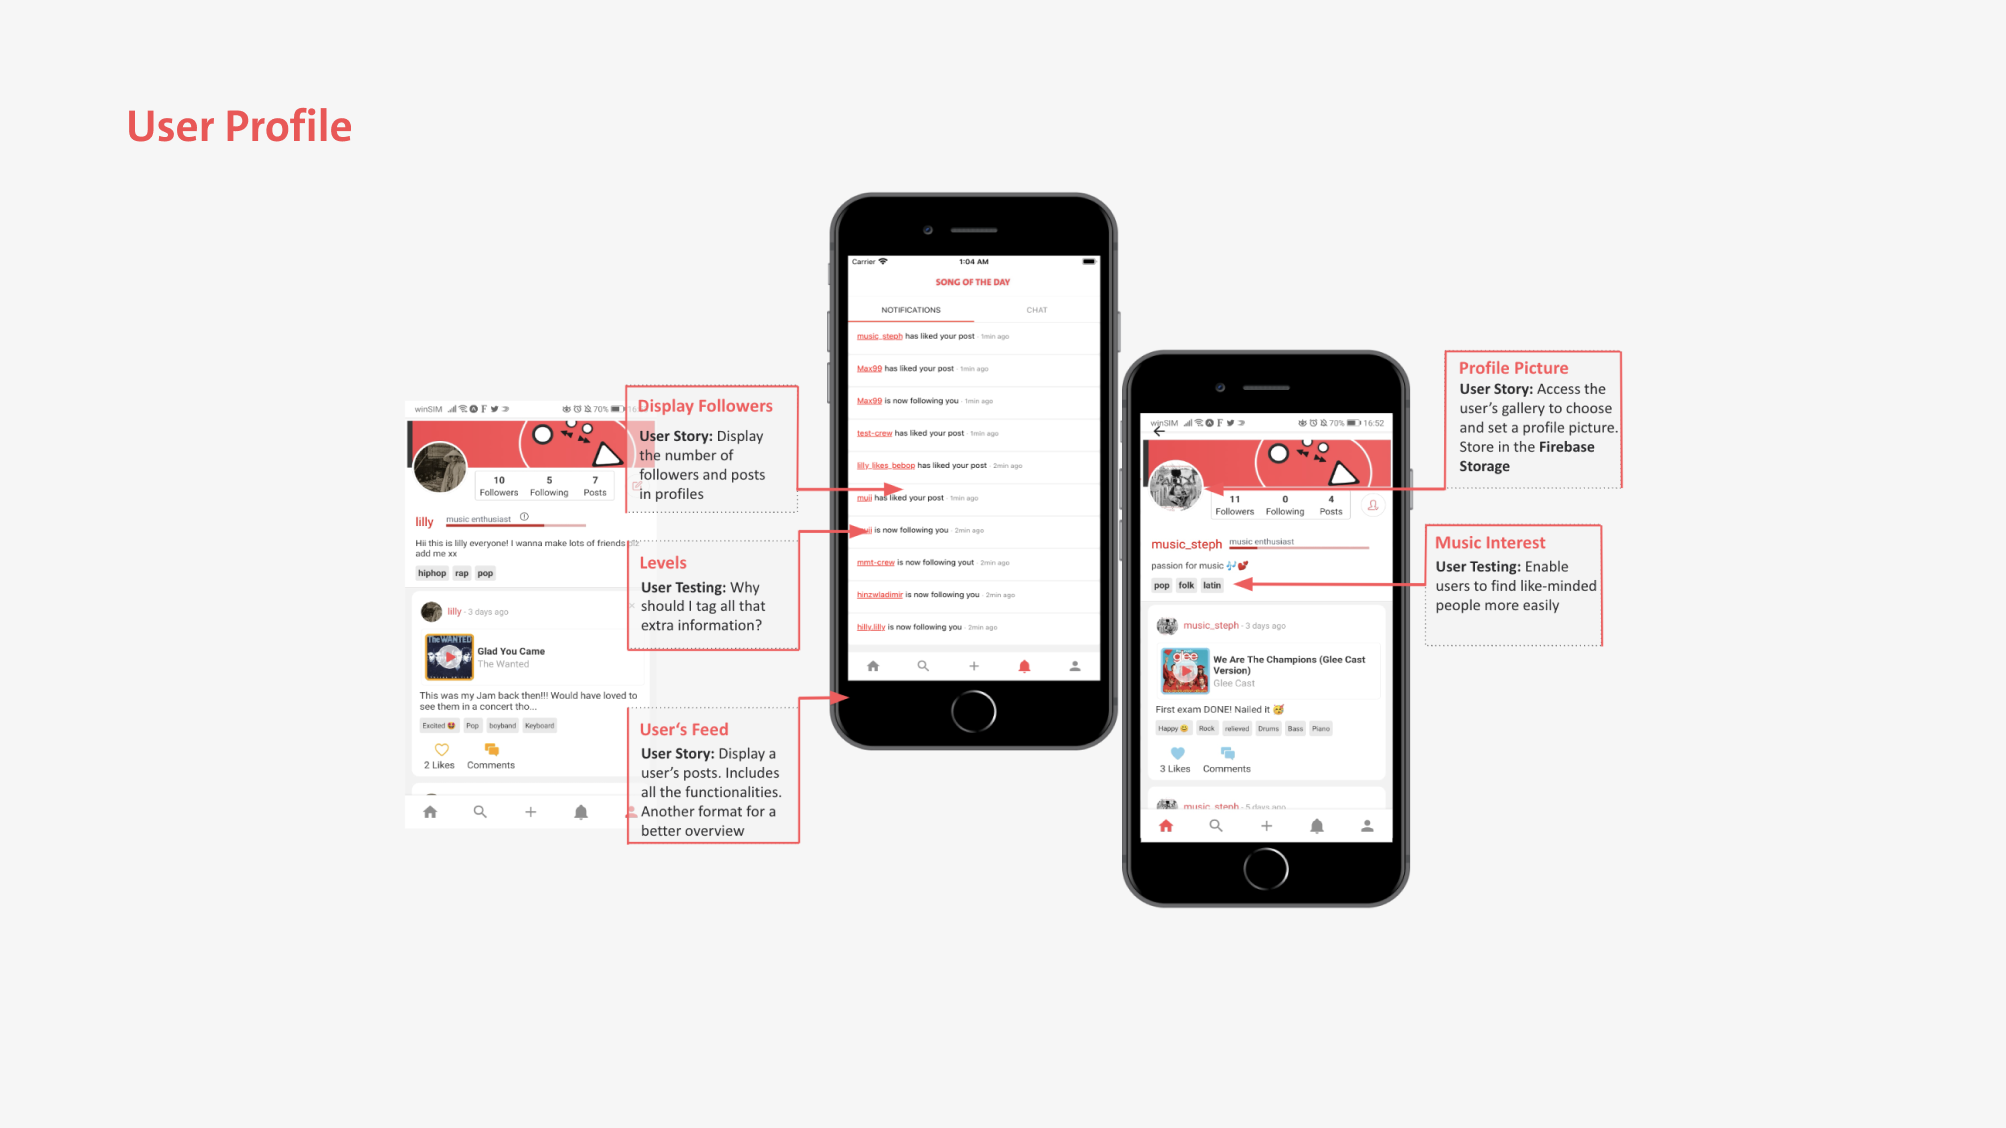 User Profile
winSIM
70%
16:
10
5
7
Followers
Following
Posts
lilly
music enthusiast
Hii this is lilly everyone! I wanna make lots of friends plz
add me xx
hiphop
rap
pop
lilly · 3 days ago
The WANTED
Glad You Came
The Wanted
This was my Jam back then!!! Would have loved to
see them in a concert tho...
Excited 😍
Pop
boyband
Keyboard
2 Likes
Comments
Display Followers
User Story: Display
the number of
followers and posts
in profiles
Levels
User Testing: Why
should I tag all that
extra information?
User‘s Feed
User Story: Display a
user’s posts. Includes
all the functionalities.
Another format for a
better overview
Carrier
1:04 AM
SONG OF THE DAY
NOTIFICATIONS
CHAT
music_steph has liked your post · 1min ago
Max99 has liked your post · 1min ago
Max99 is now following you · 1min ago
test-crew has liked your post · 1min ago
lilly_likes_bebop has liked your post · 2min ago
muji has liked your post · 1min ago
is now following you · 2min ago
mmt-crew is now following yout · 2min ago
hinzwladimir is now following you · 2min ago
hilly.lilly is now following you · 2min ago
winSIM
70%
16:52
11
0
4
Followers
Following
Posts
music_steph
music enthusiast
passion for music 🎶💕
pop
folk
latin
music_steph · 3 days ago
glee
We Are The Champions (Glee Cast
Version)
Glee Cast
First exam DONE! Nailed it 🥳
Happy 😀
Rock
relieved
Drums
Bass
Piano
3 Likes
Comments
music_steph · 5 days ago
Profile Picture
User Story: Access the
user’s gallery to choose
and set a profile picture.
Store in the Firebase
Storage
Music Interest
User Testing: Enable
users to find like-minded
people more easily